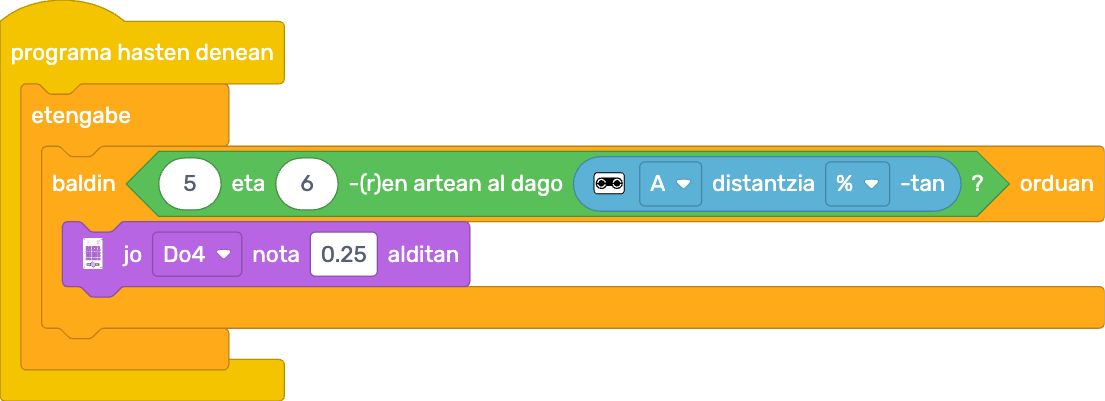 programa hasten denean
etengabe
baldin 5 eta 6 -(r)en artean al dago A distantzia % -tan ? orduan
jo Do4 nota 0.25 alditan